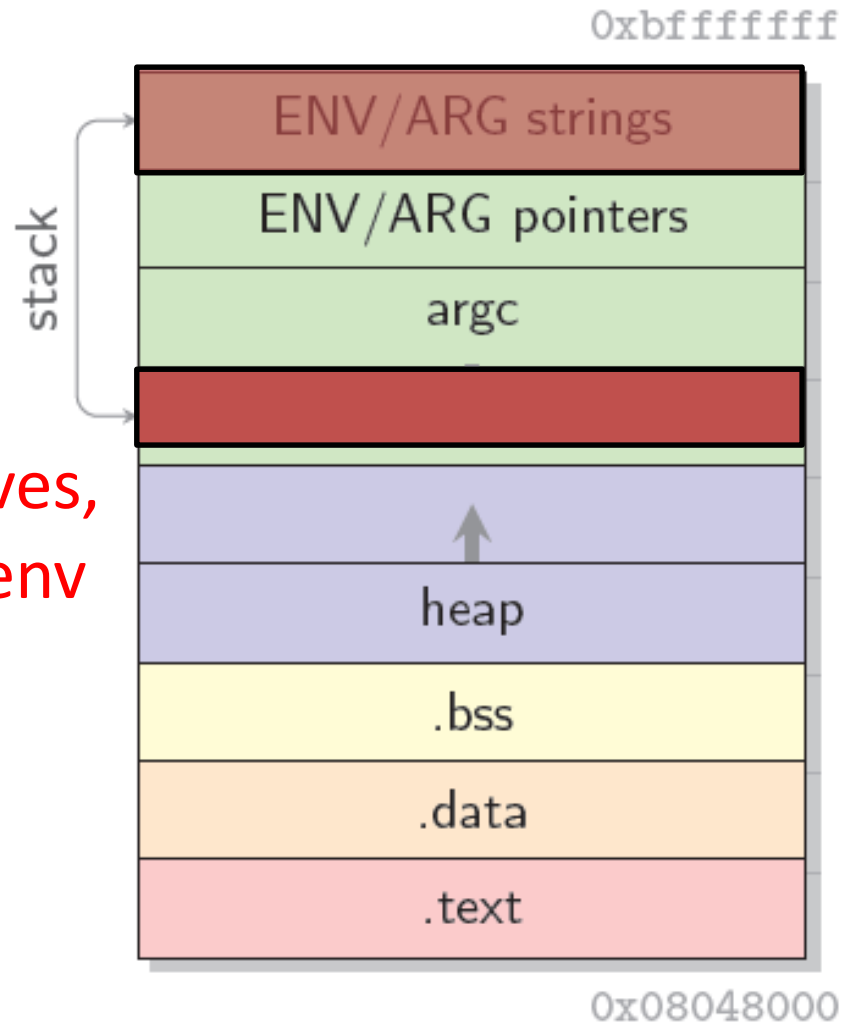 0xbfffffff
ENV/ARG strings
ENV/ARG pointers
stack
argc
ves,
env
heap
.bss
.data
.text
0x08048000